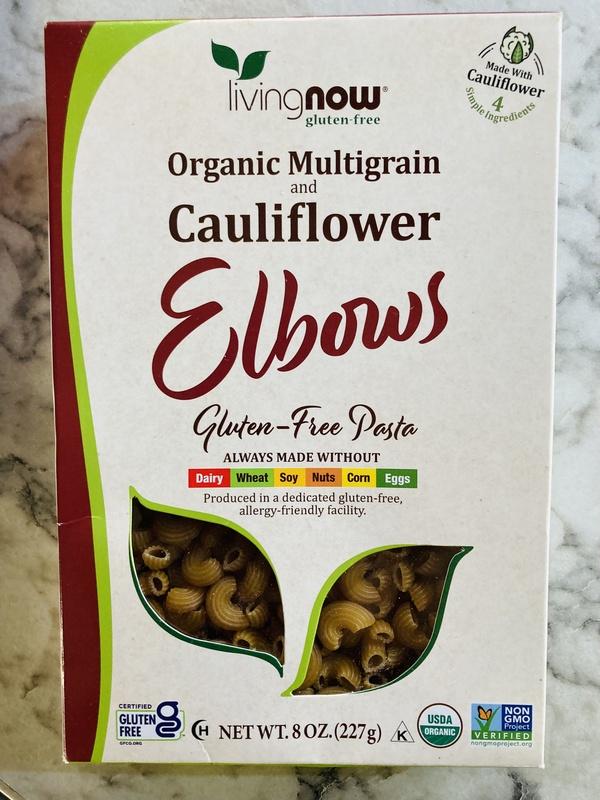 livingnow®
gluten-free
Made With
Cauliflower
4
Simple Ingredients
Organic Multigrain
and
Cauliflower
Elbows
Gluten-Free Pasta
ALWAYS MADE WITHOUT
Dairy Wheat Soy Nuts Corn Eggs
Produced in a dedicated gluten-free,
allergy-friendly facility.
CERTIFIED
GLUTEN
FREE
GFCO.ORG
H
NET WT. 8 OZ. (227g)
K
USDA
ORGANIC
NON
GMO
Project
VERIFIED
nongmoproject.org